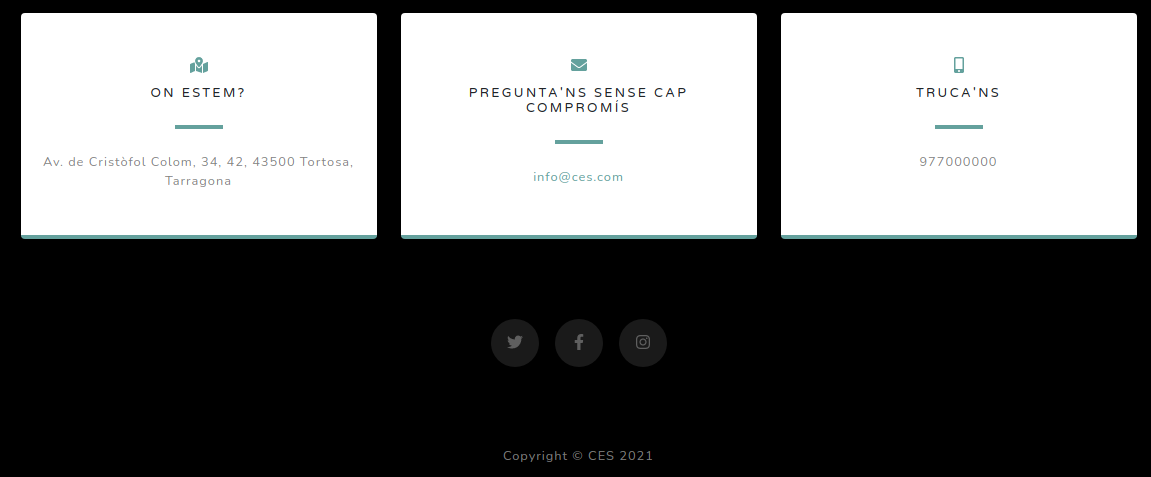 ON ESTEM?
Av. de Cristòfol Colom, 34, 42, 43500 Tortosa,
Tarragona
PREGUNTA'NS SENSE CAP
COMPROMÍS
info@ces.com
TRUCA'NS
977000000
Copyright © CES 2021